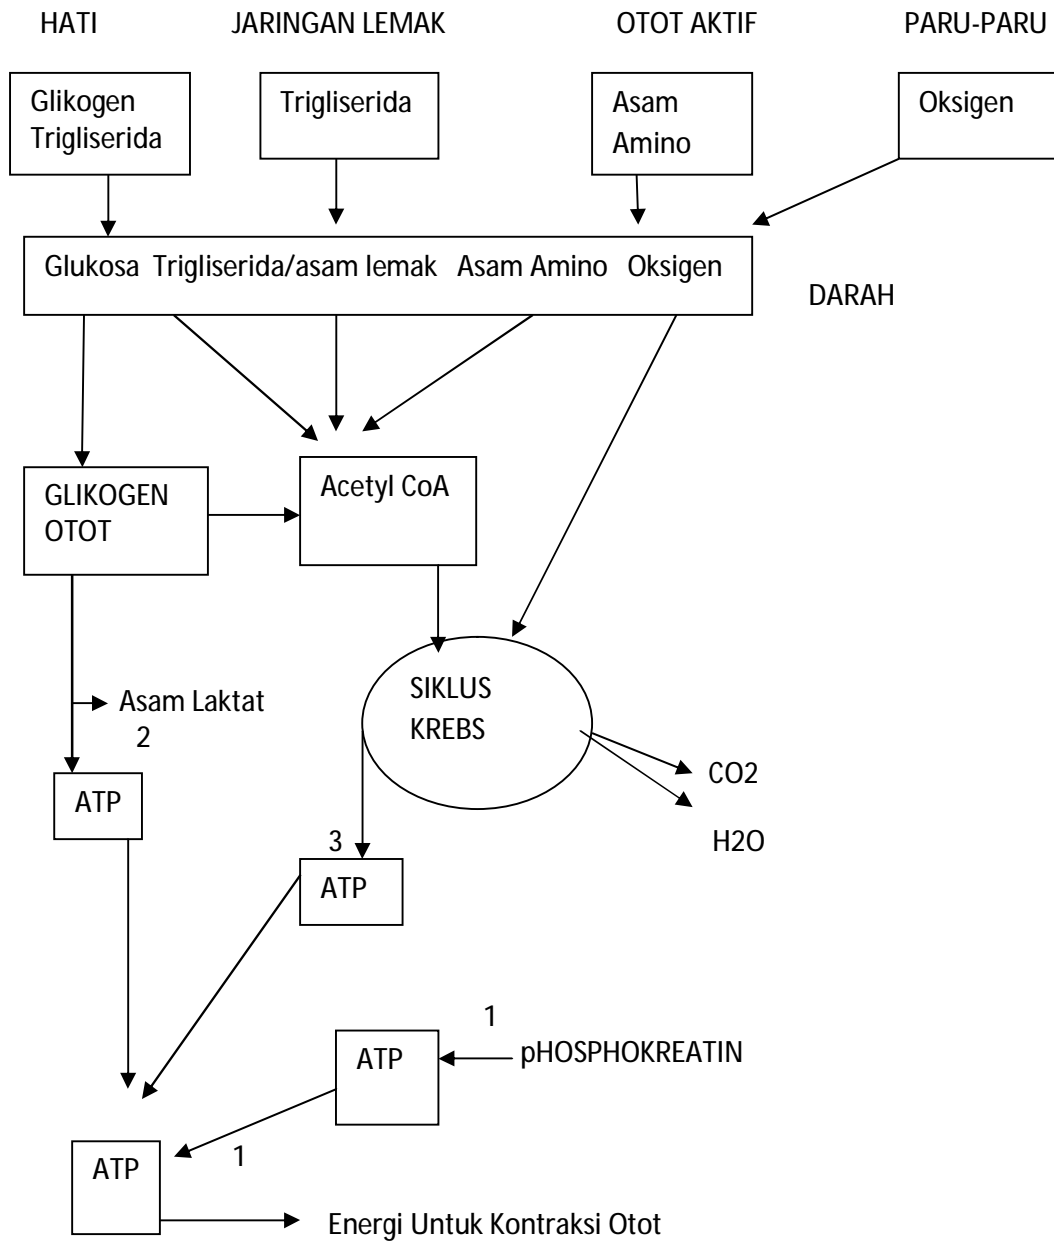 HATI JARINGAN LEMAK OTOT AKTIF PARU-PARU
Glikogen
Trigliserida
Trigliserida
Asam
Amino
Oksigen
Glukosa Trigliserida/asam lemak Asam Amino Oksigen
DARAH
GLIKOGEN
OTOT
Acetyl CoA
SIKLUS
KREBS
Asam Laktat
2
ATP
CO2
H2O
3
ATP
1
ATP
pHOSPHOKREATIN
1
ATP
Energi Untuk Kontraksi Otot